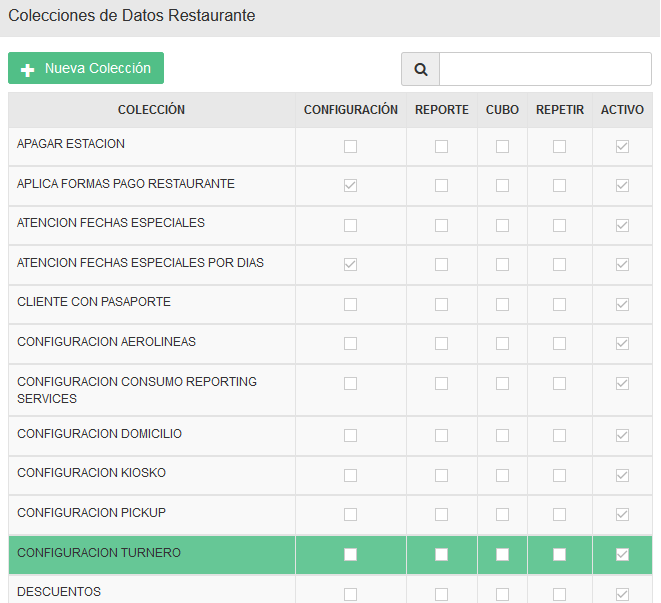 Colecciones de Datos Restaurante
Nueva Colección
COLECCIÓN CONFIGURACIÓN REPORTE CUBO REPETIR ACTIVO
APAGAR ESTACION
APLICA FORMAS PAGO RESTAURANTE
ATENCION FECHAS ESPECIALES
ATENCION FECHAS ESPECIALES POR DIAS
CLIENTE CON PASAPORTE
CONFIGURACION AEROLINEAS
CONFIGURACION CONSUMO REPORTING
SERVICES
CONFIGURACION DOMICILIO
CONFIGURACION KIOSKO
CONFIGURACION PICKUP
CONFIGURACION TURNERO
DESCUENTOS